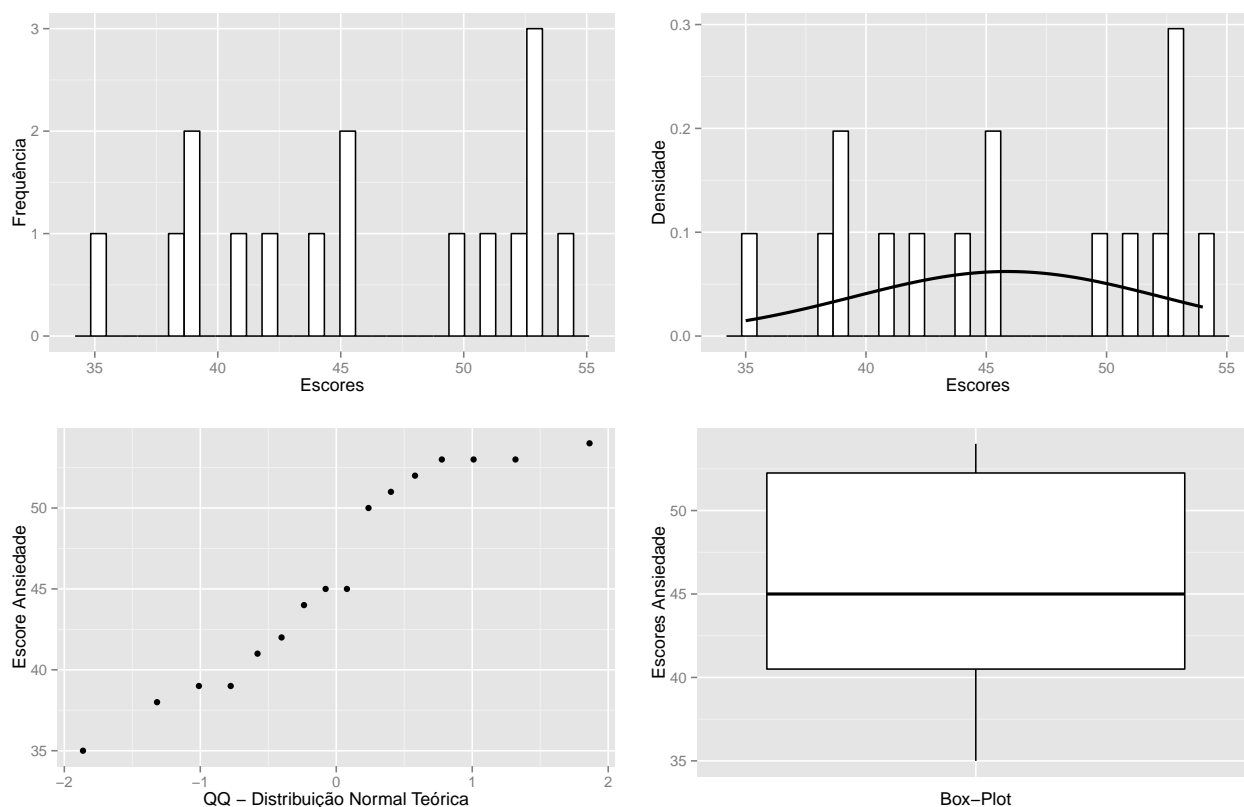 Frequência
3
2
1
0
35 40 45 50 55
Escores
Densidade
0.3
0.2
0.1
0.0
35 40 45 50 55
Escores
Escore Ansiedade
50
45
40
35
−2 −1 0 1 2
QQ − Distribuição Normal Teórica
Escores Ansiedade
50
45
40
35
Box−Plot